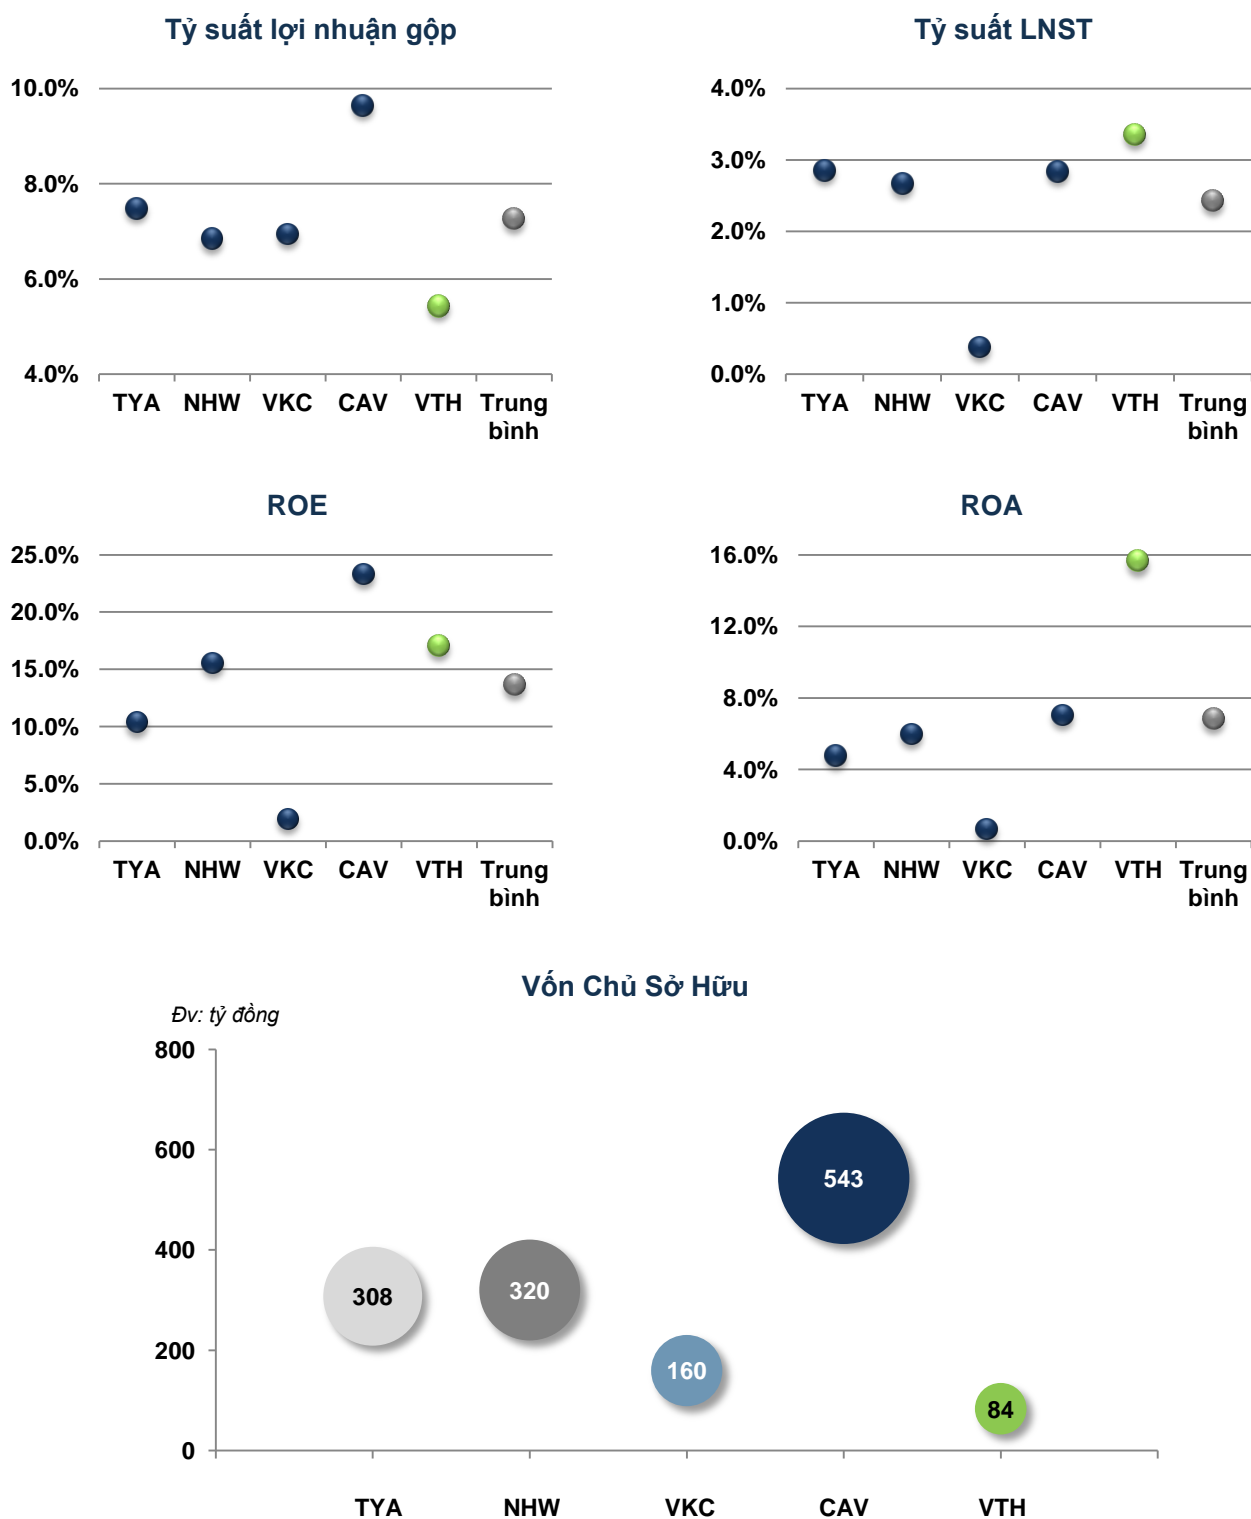 Tỷ suất lợi nhuận gộp
10.0%
8.0%
6.0%
4.0%
TYA NHW VKC CAV VTH Trung
bình
Tỷ suất LNST
4.0%
3.0%
2.0%
1.0%
0.0%
TYA NHW VKC CAV VTH Trung
bình
ROE
25.0%
20.0%
15.0%
10.0%
5.0%
0.0%
TYA NHW VKC CAV VTH Trung
bình
ROA
16.0%
12.0%
8.0%
4.0%
0.0%
TYA NHW VKC CAV VTH Trung
bình
Vốn Chủ Sở Hữu
Đv: tỷ đồng
800
600
400
200
0
308
320
160
543
84
TYA NHW VKC CAV VTH